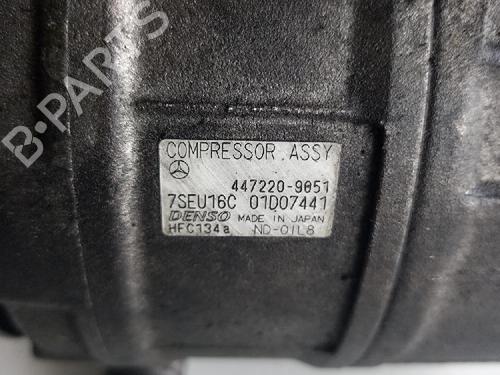 B-PARTS
COMPRESSOR ASSY
447220-9051
7SEU16C 01D07441
DENSO MADE IN JAPAN
HFC134a ND-OIL8